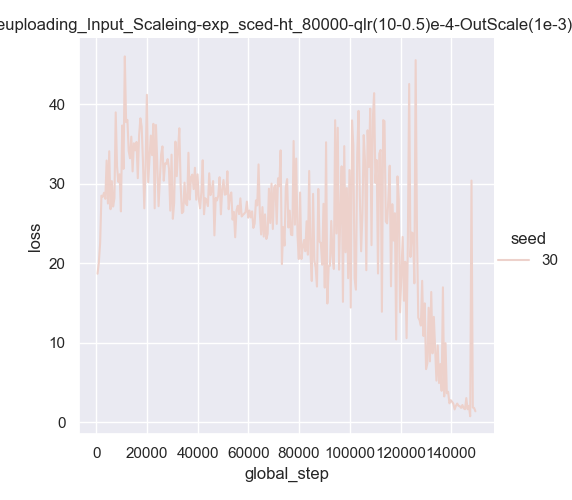 euploading_Input_Scaleing-exp_sced-ht_80000-qlr(10-0.5)e-4-OutScale(1e-3)
loss
40
30
20
10
0
0 20000 40000 60000 80000 100000 120000 140000
global_step
seed
30